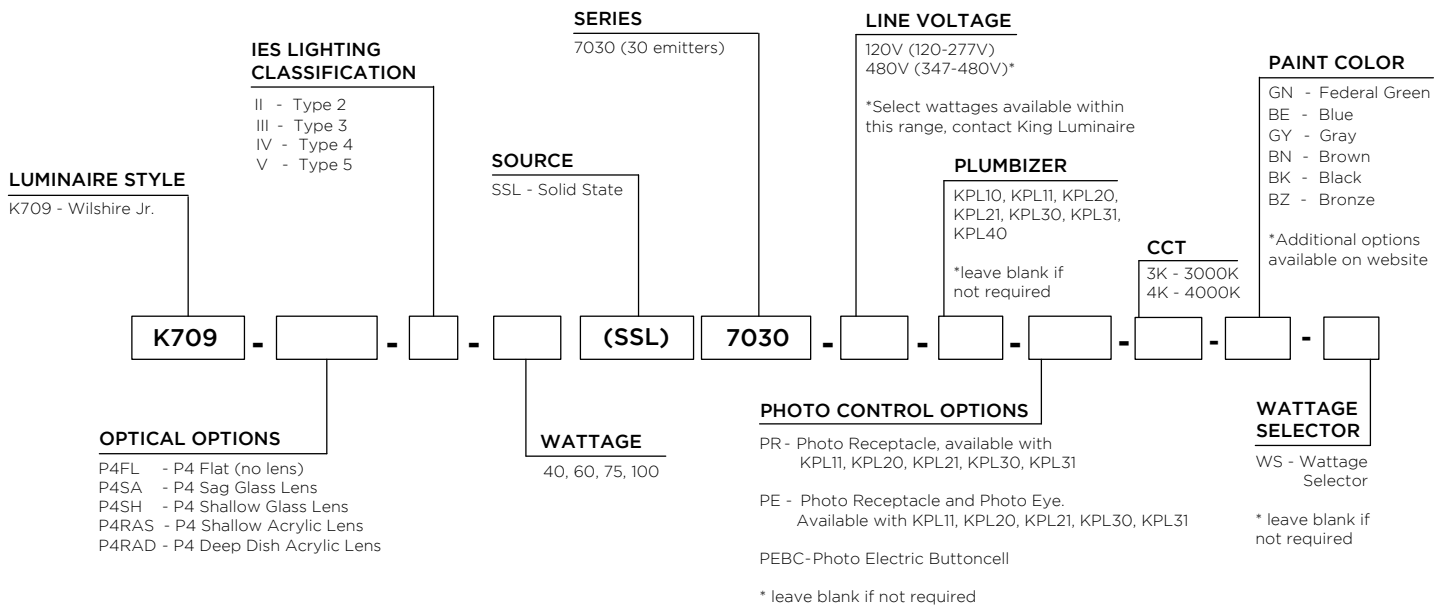 SERIES
7030 (30 emitters)
LINE VOLTAGE
120V (120-277V)
480V (347-480V)*
*Select wattages available within
this range, contact King Luminaire
IES LIGHTING
CLASSIFICATION
II - Type 2
III - Type 3
IV - Type 4
V - Type 5
PAINT COLOR
GN - Federal Green
BE - Blue
GY - Gray
BN - Brown
BK - Black
BZ - Bronze
*Additional options
available on website
SOURCE
SSL - Solid State
PLUMBIZER
KPL10, KPL11, KPL20,
KPL21, KPL30, KPL31,
KPL40
*leave blank if
not required
LUMINAIRE STYLE
K709 - Wilshire Jr.
CCT
3K - 3000K
4K - 4000K
K709 - - - (SSL) 7030 - - - - - -
OPTICAL OPTIONS
P4FL - P4 Flat (no lens)
P4SA - P4 Sag Glass Lens
P4SH - P4 Shallow Glass Lens
P4RAS - P4 Shallow Acrylic Lens
P4RAD - P4 Deep Dish Acrylic Lens
WATTAGE
40, 60, 75, 100
PHOTO CONTROL OPTIONS
PR - Photo Receptacle, available with
KPL11, KPL20, KPL21, KPL30, KPL31
PE - Photo Receptacle and Photo Eye.
Available with KPL11, KPL20, KPL21, KPL30, KPL31
PEBC-Photo Electric Buttoncell
* leave blank if not required
WATTAGE
SELECTOR
WS - Wattage
Selector
* leave blank if
not required